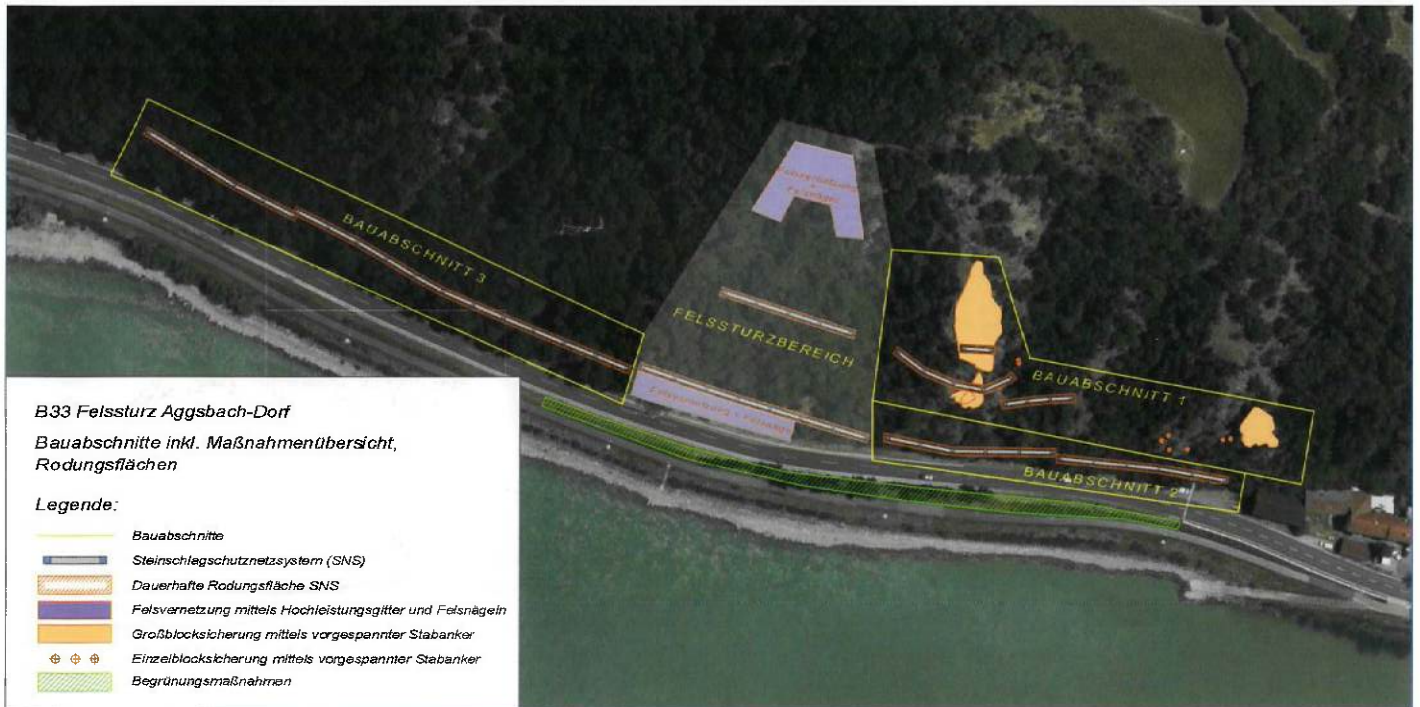 BAUABSCHNITT 3
FELSSTURZBEREICH
BAUABSCHNITT 1
BAUABSCHNITT 2
B33 Felssturz Aggsbach-Dorf
Bauabschnitte inkl. Maßnahmenübersicht,
Rodungsflächen
Legende:
Bauabschnitte
Steinschlagschutznetzsystem (SNS)
Dauerhafte Rodungsfläche SNS
Felsvernetzung mittels Hochleistungsgitter und Felsnägeln
Großblocksicherung mittels vorgespannter Stabanker
Einzelblocksicherung mittels vorgespannter Stabanker
Begrünungsmaßnahmen